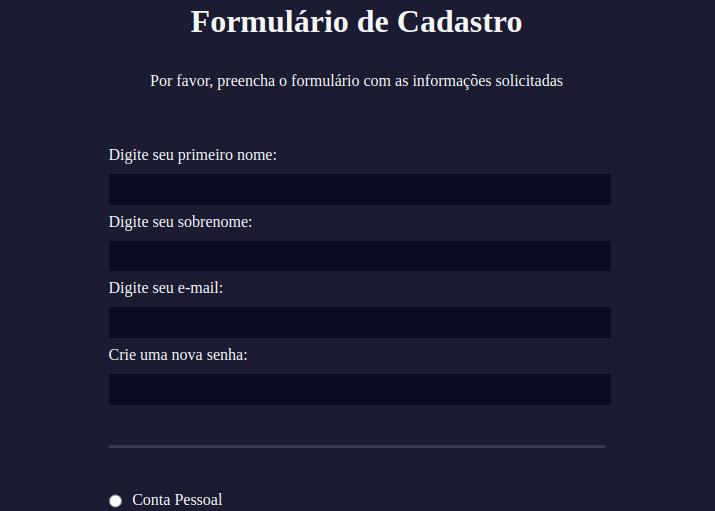 Formulário de Cadastro
Por favor, preencha o formulário com as informações solicitadas
Digite seu primeiro nome:
Digite seu sobrenome:
Digite seu e-mail:
Crie uma nova senha:
Conta Pessoal